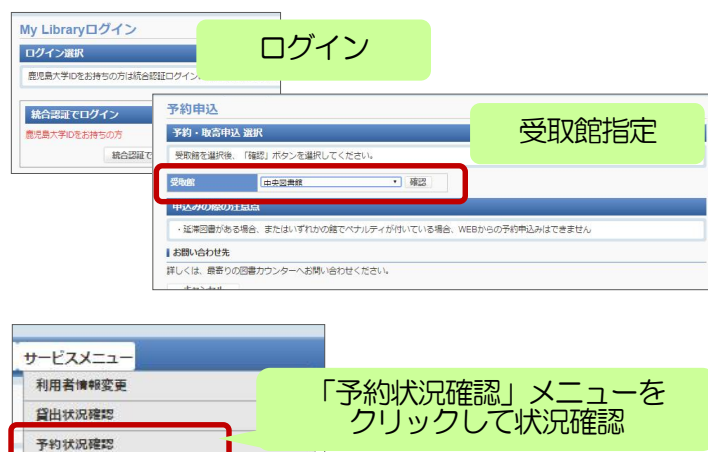 My Libraryログイン
ログイン選択
ログイン
鹿児島大学IDをお持ちの方は統合認証ログイン
統合認証でログイン
鹿児島大学IDをお持ちの方
統合認証で
予約申込
予約・取寄申込 選択
受取館指定
受取館を選択後、「確認」ボタンを選択してください。
受取館 中央図書館 確認
申込みの際の注意点
・延滞図書がある場合、またはいずれかの館でペナルティが付いている場合、WEBからの予約申込みはできません
お問い合わせ先
詳しくは、最寄りの図書カウンターへお問い合わせください。
キャンセル
サービスメニュー
利用者情報変更
貸出状況確認
予約状況確認
「予約状況確認」メニューを
クリックして状況確認